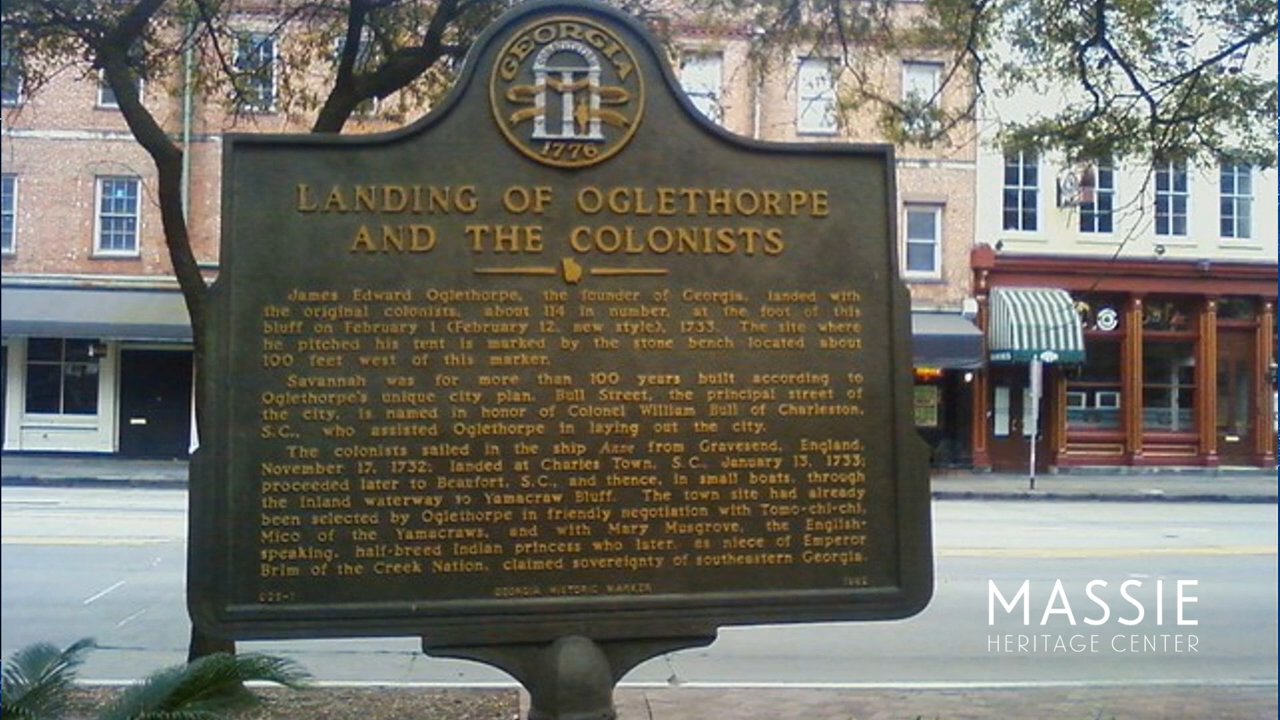 GEORGIA
1776
LANDING OF OGLETHORPE
AND THE COLONISTS
James Edward Oglethorpe, the founder of Georgia, landed with
the original colonists, about 114 in number, at the foot of this
bluff on February 1 (February 12, new style), 1733. The site where
he pitched his tent is marked by the stone bench located about
100 feet west of this marker.
Savannah was for more than 100 years built according to
Oglethorpe's unique city plan. Bull Street, the principal street of
the city, is named in honor of Colonel William Bull of Charleston,
S.C., who assisted Oglethorpe in laying out the city.
The colonists sailed in the ship Anne from Gravesend, England,
November 17, 1732; landed at Charles Town, S.C., January 13, 1733;
proceeded later to Beaufort, S.C., and thence, in small boats, through
the inland waterway to Yamacraw Bluff. The town site had already
been selected by Oglethorpe in friendly negotiation with Tomo-chi-chi,
Mico of the Yamacraws, and with Mary Musgrove, the English-
speaking, half-breed Indian princess who later, as niece of Emperor
Brim of the Creek Nation, claimed sovereignty of southeastern Georgia.
GEORGIA HISTORIC MARKER
MASSIE
HERITAGE CENTER